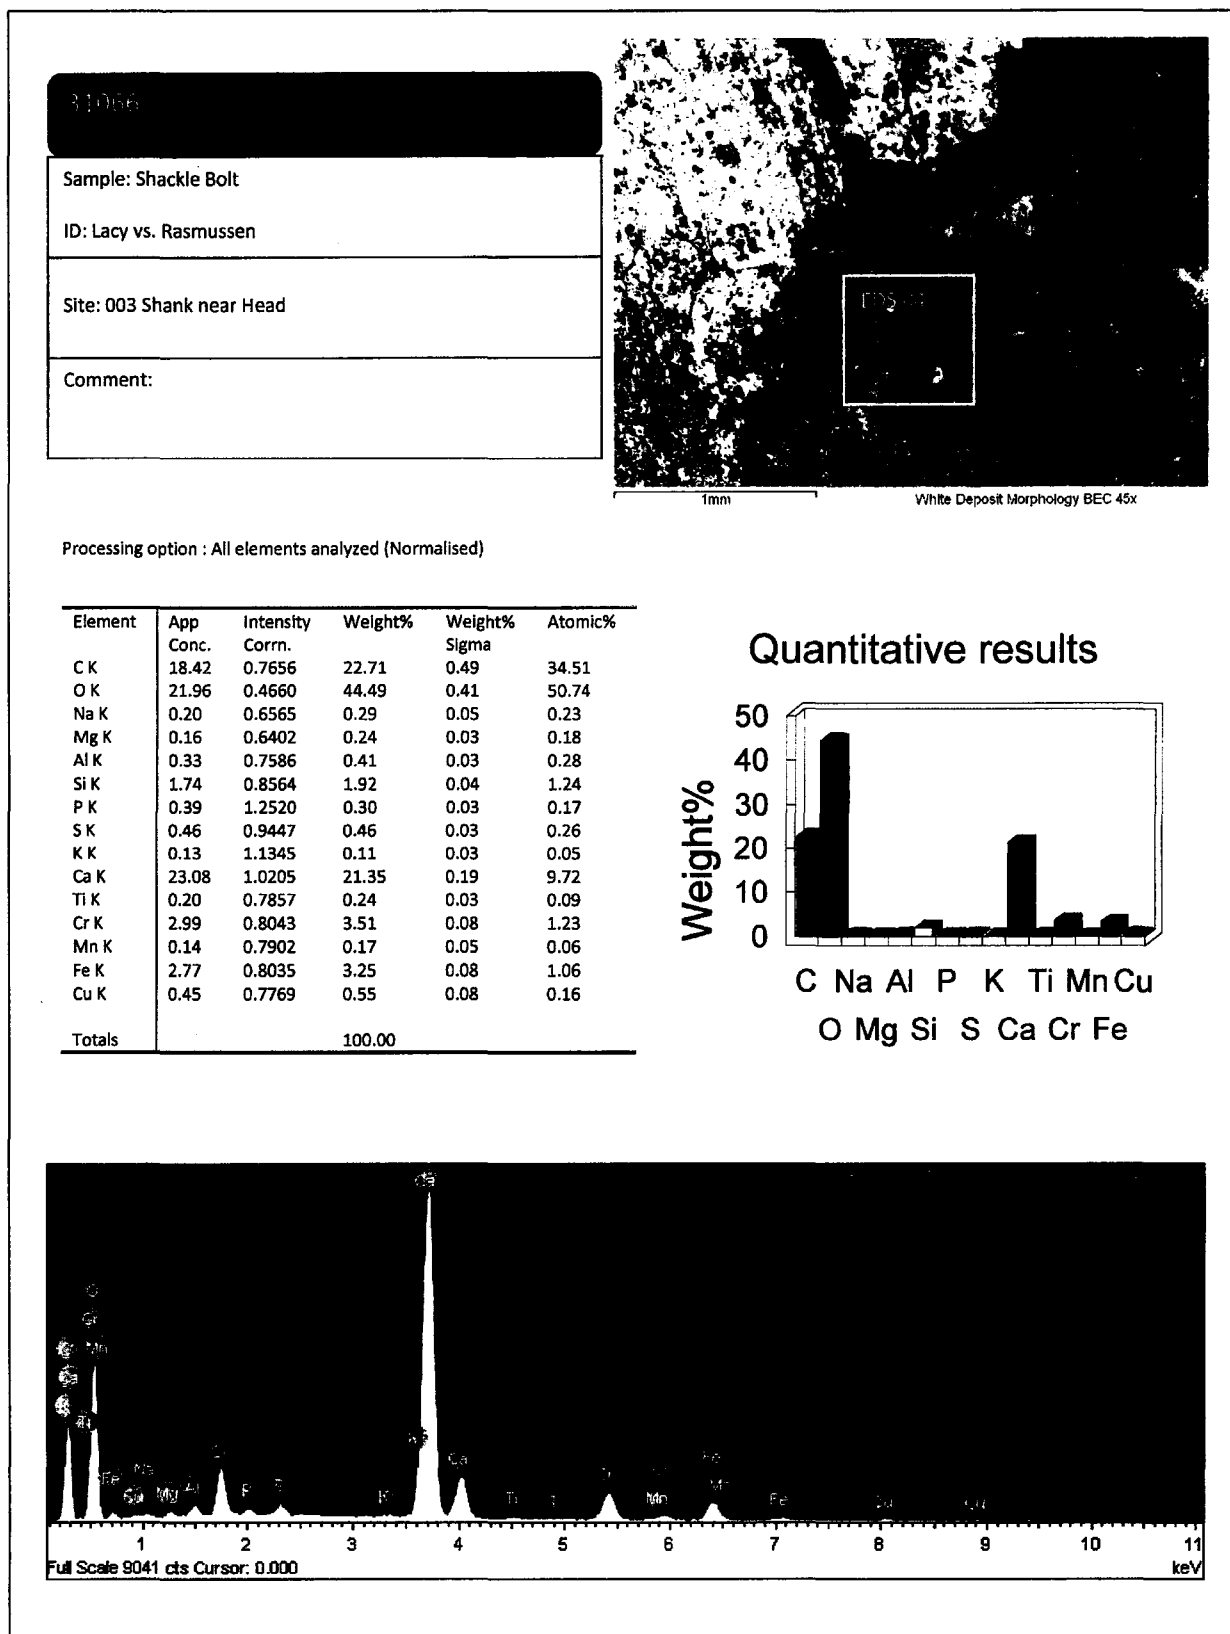 31066
Sample: Shackle Bolt
ID: Lacy vs. Rasmussen
Site: 003 Shank near Head
Comment:
1mm White Deposit Morphology BEC 45x
Processing option : All elements analyzed (Normalised)
Element App Intensity Weight% Weight% Atomic%
Conc. Corrn. Sigma
C K 18.42 0.7656 22.71 0.49 34.51
O K 21.96 0.4660 44.49 0.41 50.74
Na K 0.20 0.6565 0.29 0.05 0.23
Mg K 0.16 0.6402 0.24 0.03 0.18
Al K 0.33 0.7586 0.41 0.03 0.28
Si K 1.74 0.8564 1.92 0.04 1.24
P K 0.39 1.2520 0.30 0.03 0.17
S K 0.46 0.9447 0.46 0.03 0.26
K K 0.13 1.1345 0.11 0.03 0.05
Ca K 23.08 1.0205 21.35 0.19 9.72
Ti K 0.20 0.7857 0.24 0.03 0.09
Cr K 2.99 0.8043 3.51 0.08 1.23
Mn K 0.14 0.7902 0.17 0.05 0.06
Fe K 2.77 0.8035 3.25 0.08 1.06
Cu K 0.45 0.7769 0.55 0.08 0.16
Totals 100.00
Quantitative results
Weight%
50
40
30
20
10
0
C Na Al P K Ti Mn Cu
O Mg Si S Ca Cr Fe
Ca
O
Cr
Mn
Ti
Fe
Na
Mg
Al
P
S
K
Ca
Ti
Mn
Fe
Fe
Cu
1 2 3 4 5 6 7 8 9 10 11
Full Scale 9041 cts Cursor: 0.000 keV